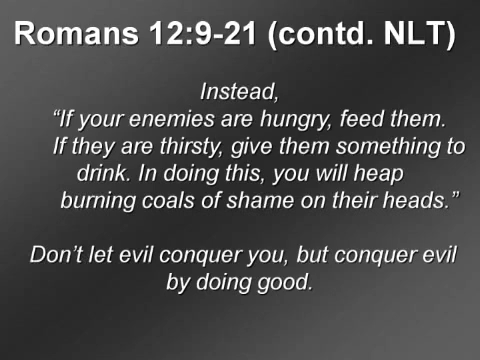 Romans 12:9-21 (contd. NLT)
Instead,
“If your enemies are hungry, feed them.
If they are thirsty, give them something to
drink. In doing this, you will heap
burning coals of shame on their heads.”
Don’t let evil conquer you, but conquer evil
by doing good.